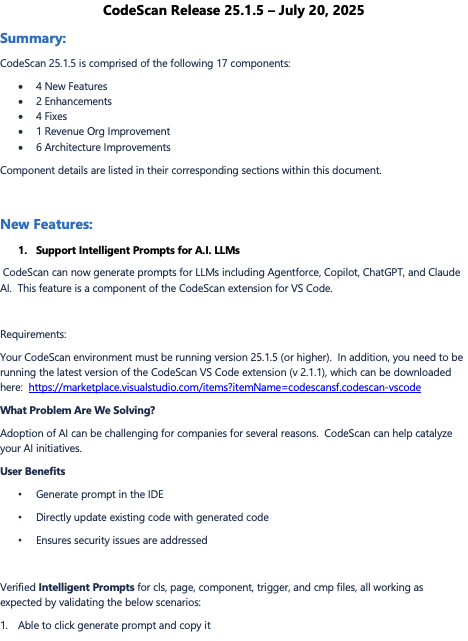 CodeScan Release 25.1.5 – July 20, 2025
Summary:
CodeScan 25.1.5 is comprised of the following 17 components:
• 4 New Features
• 2 Enhancements
• 4 Fixes
• 1 Revenue Org Improvement
• 6 Architecture Improvements
Component details are listed in their corresponding sections within this document.
New Features:
1. Support Intelligent Prompts for A.I. LLMs
CodeScan can now generate prompts for LLMs including Agentforce, Copilot, ChatGPT, and Claude
AI. This feature is a component of the CodeScan extension for VS Code.
Requirements:
Your CodeScan environment must be running version 25.1.5 (or higher). In addition, you need to be
running the latest version of the CodeScan VS Code extension (v 2.1.1), which can be downloaded
here: https://marketplace.visualstudio.com/items?itemName=codescansf.codescan-vscode
What Problem Are We Solving?
Adoption of AI can be challenging for companies for several reasons. CodeScan can help catalyze
your AI initiatives.
User Benefits
• Generate prompt in the IDE
• Directly update existing code with generated code
• Ensures security issues are addressed
Verified Intelligent Prompts for cls, page, component, trigger, and cmp files, all working as
expected by validating the below scenarios:
1. Able to click generate prompt and copy it